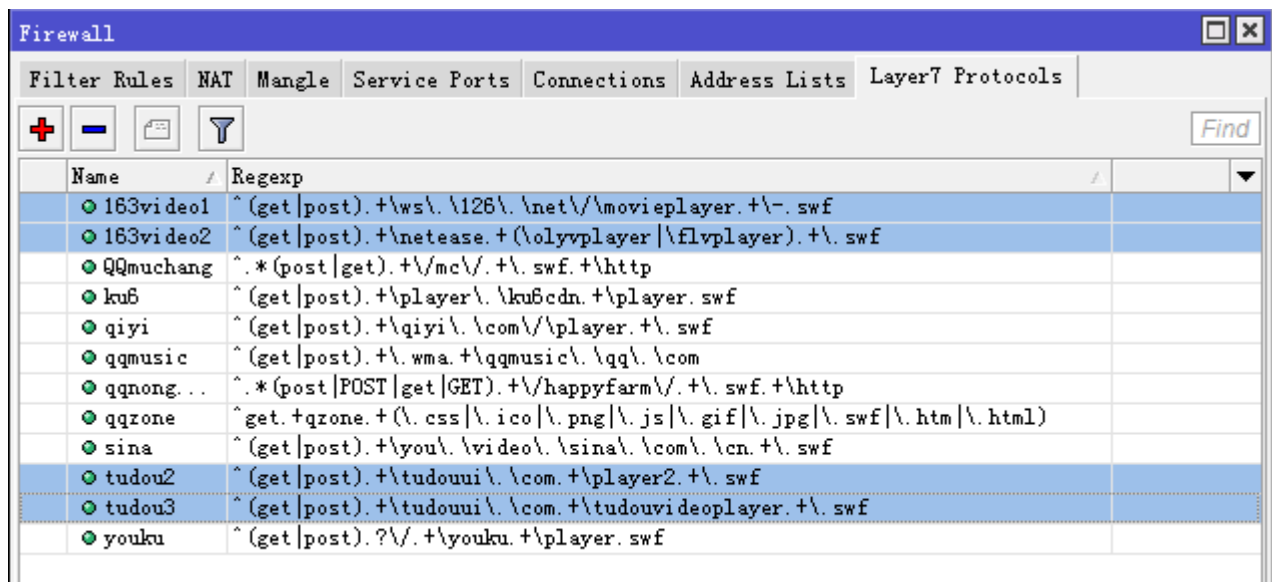 Firewall
Filter Rules NAT Mangle Service Ports Connections Address Lists Layer7 Protocols
Find
Name Regexp
163video1 ^(get|post).+\ws\.\126\.\net\/\movieplayer.+\-.swf
163video2 ^(get|post).+\netease.+(\olyvplayer|\flvplayer).+\.swf
QQmuchang ^.*(post|get).+\/mc\/.+\.swf.+\http
ku6 ^(get|post).+\player\.\ku6cdn.+\player.swf
qiyi ^(get|post).+\qiyi\.\com\/\player.+\.swf
qqmusic ^(get|post).+\.wma.+\qqmusic\.\qq\.\com
qqnong... ^.*(post|POST|get|GET).+\/happyfarm\/.+\.swf.+\http
qqzone ^get.+qzone.+(\.css|\.ico|\.png|\.js|\.gif|\.jpg|\.swf|\.htm|\.html)
sina ^(get|post).+\you\.\video\.\sina\.\com\.\cn.+\.swf
tudou2 ^(get|post).+\tudouui\.\com.+\player2.+\.swf
tudou3 ^(get|post).+\tudouui\.\com.+\tudouvideoplayer.+\.swf
youku ^(get|post).?\/.+\youku.+\player.swf